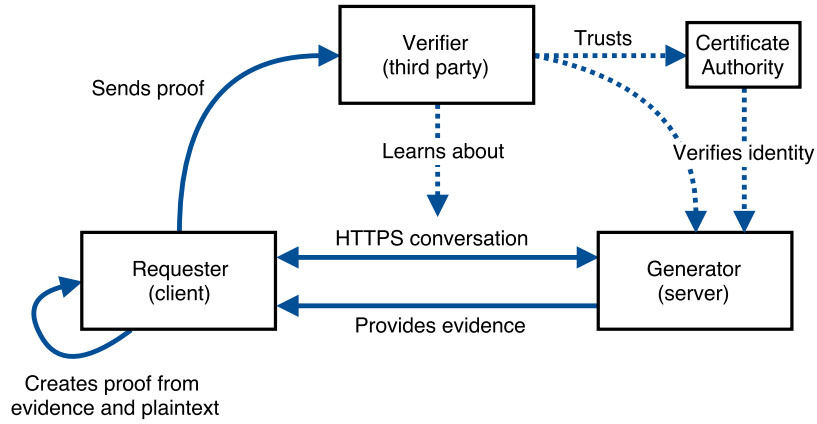 Verifier
(third party)
Trusts
Certificate
Authority
Sends proof
Learns about
Verifies identity
HTTPS conversation
Requester
(client)
Generator
(server)
Provides evidence
Creates proof from
evidence and plaintext